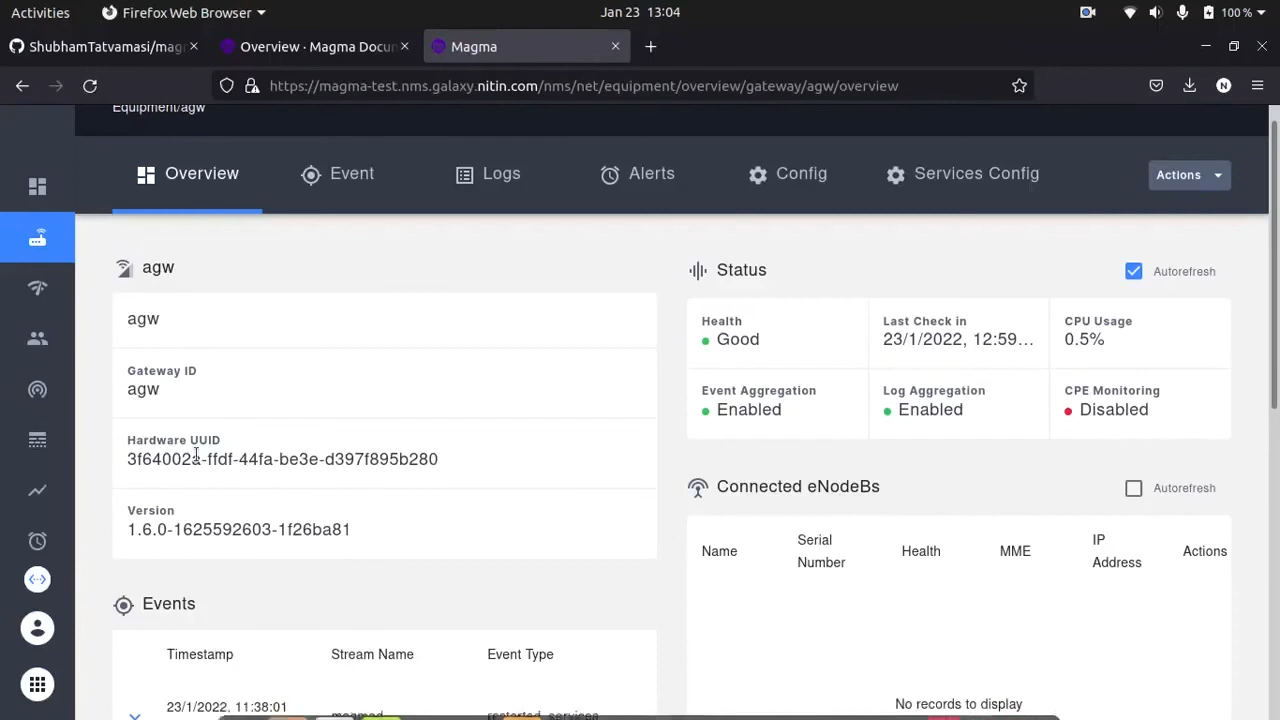 Activities
Firefox Web Browser
Jan 23 13:04
100 %
ShubhamTatvamasi/mag
Overview · Magma Docun
Magma
https://magma-test.nms.galaxy.nitin.com/nms/net/equipment/overview/gateway/agw/overview
N
Equipment/agw
Overview
Event
Logs
Alerts
Config
Services Config
Actions
agw
agw
Gateway ID
agw
Hardware UUID
3f64002a-ffdf-44fa-be3e-d397f895b280
Version
1.6.0-1625592603-1f26ba81
Events
Timestamp Stream Name Event Type
23/1/2022, 11:38:01 magmad restarted_services
Status
Autorefresh
Health
Good
Last Check in
23/1/2022, 12:59...
CPU Usage
0.5%
Event Aggregation
Enabled
Log Aggregation
Enabled
CPE Monitoring
Disabled
Connected eNodeBs
Autorefresh
Name Serial Number Health MME IP Address Actions
No records to display